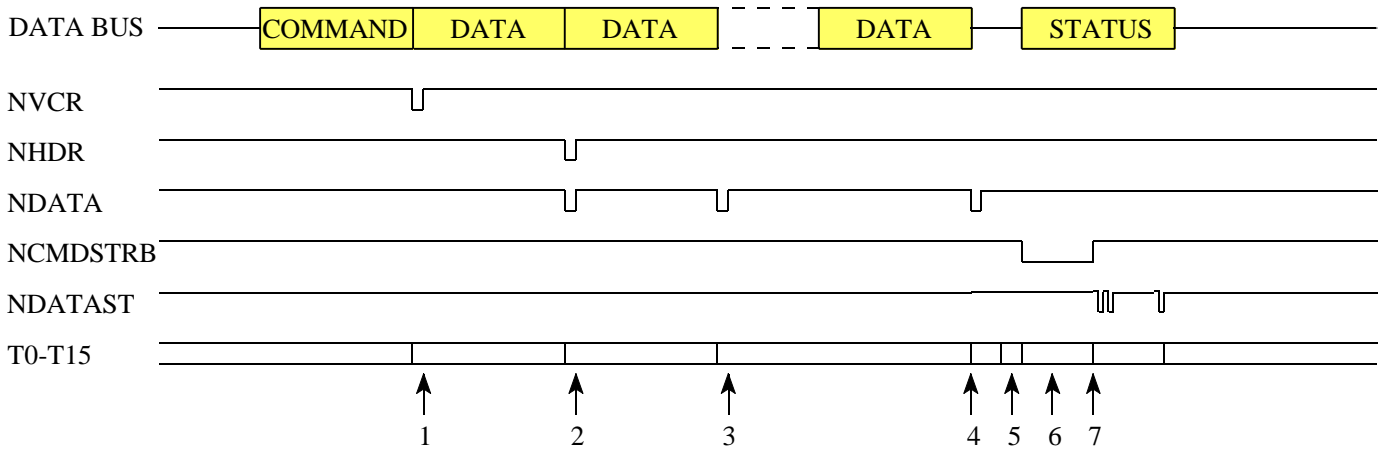 DATA BUS COMMAND DATA DATA DATA STATUS
NVCR
NHDR
NDATA
NCMDSTRB
NDATAST
T0-T15
1 2 3 4 5 6 7